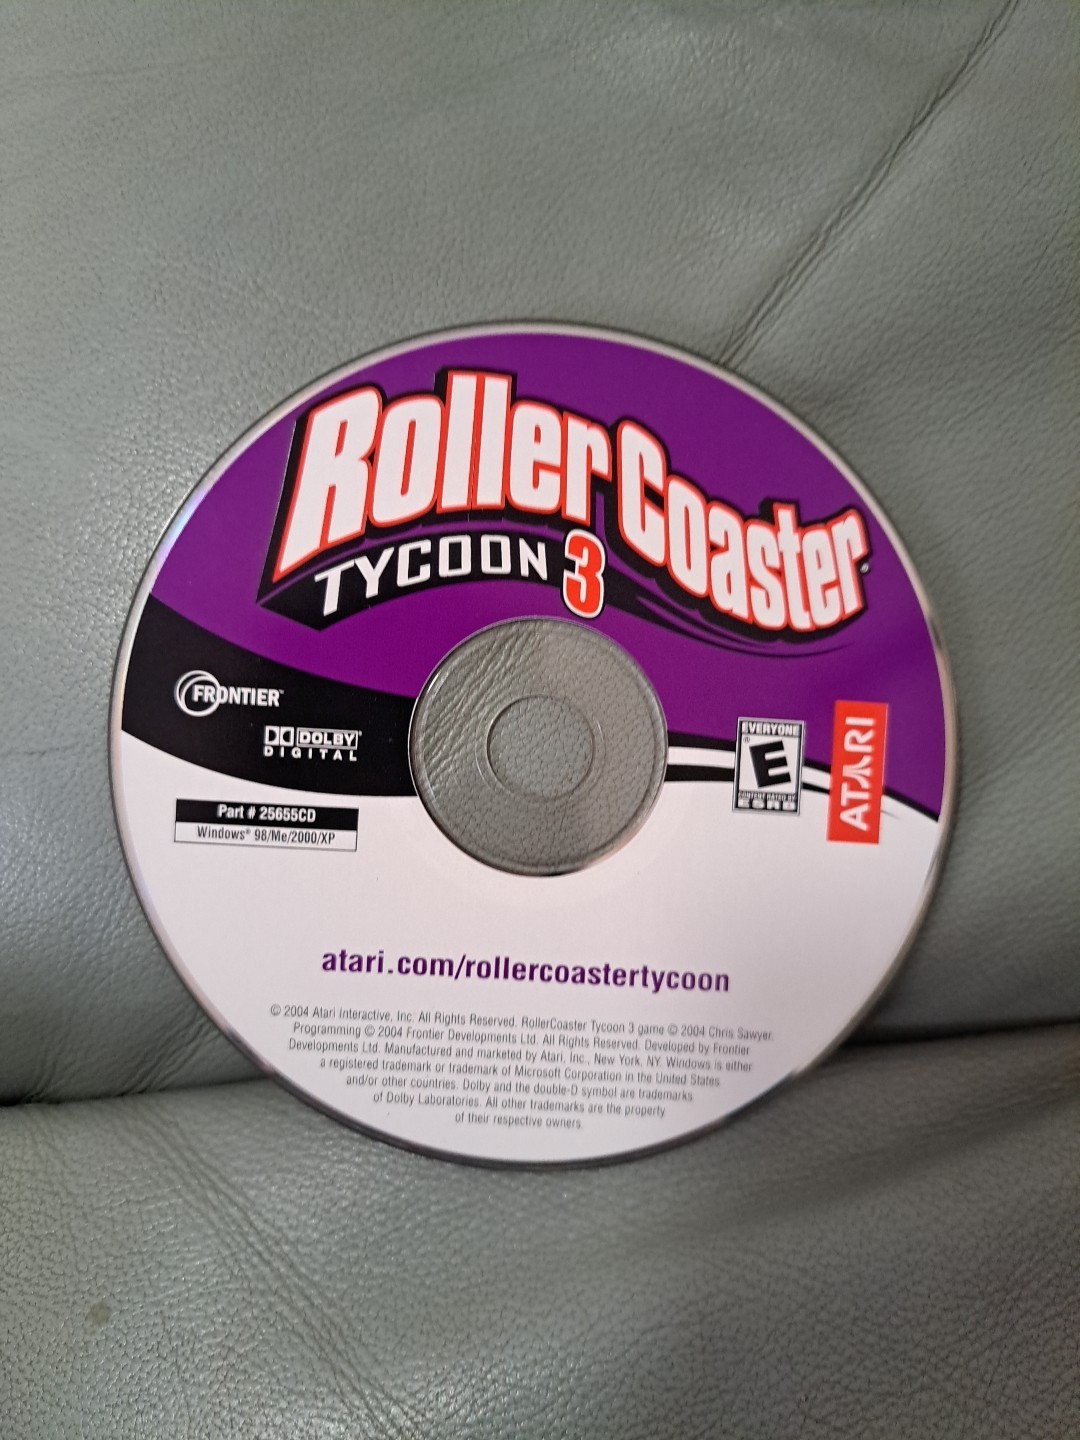 RollerCoaster®
TYCOON 3
FRONTIER™
DOLBY®
DIGITAL
EVERYONE
E®
CONTENT RATED BY
ESRB
ATARI
Part # 25655CD
Windows® 98/Me/2000/XP
atari.com/rollercoastertycoon
© 2004 Atari Interactive, Inc. All Rights Reserved. RollerCoaster Tycoon 3 game © 2004 Chris Sawyer.
Programming © 2004 Frontier Developments Ltd. All Rights Reserved. Developed by Frontier
Developments Ltd. Manufactured and marketed by Atari, Inc., New York, NY. Windows is either
a registered trademark or trademark of Microsoft Corporation in the United States
and/or other countries. Dolby and the double-D symbol are trademarks
of Dolby Laboratories. All other trademarks are the property
of their respective owners.